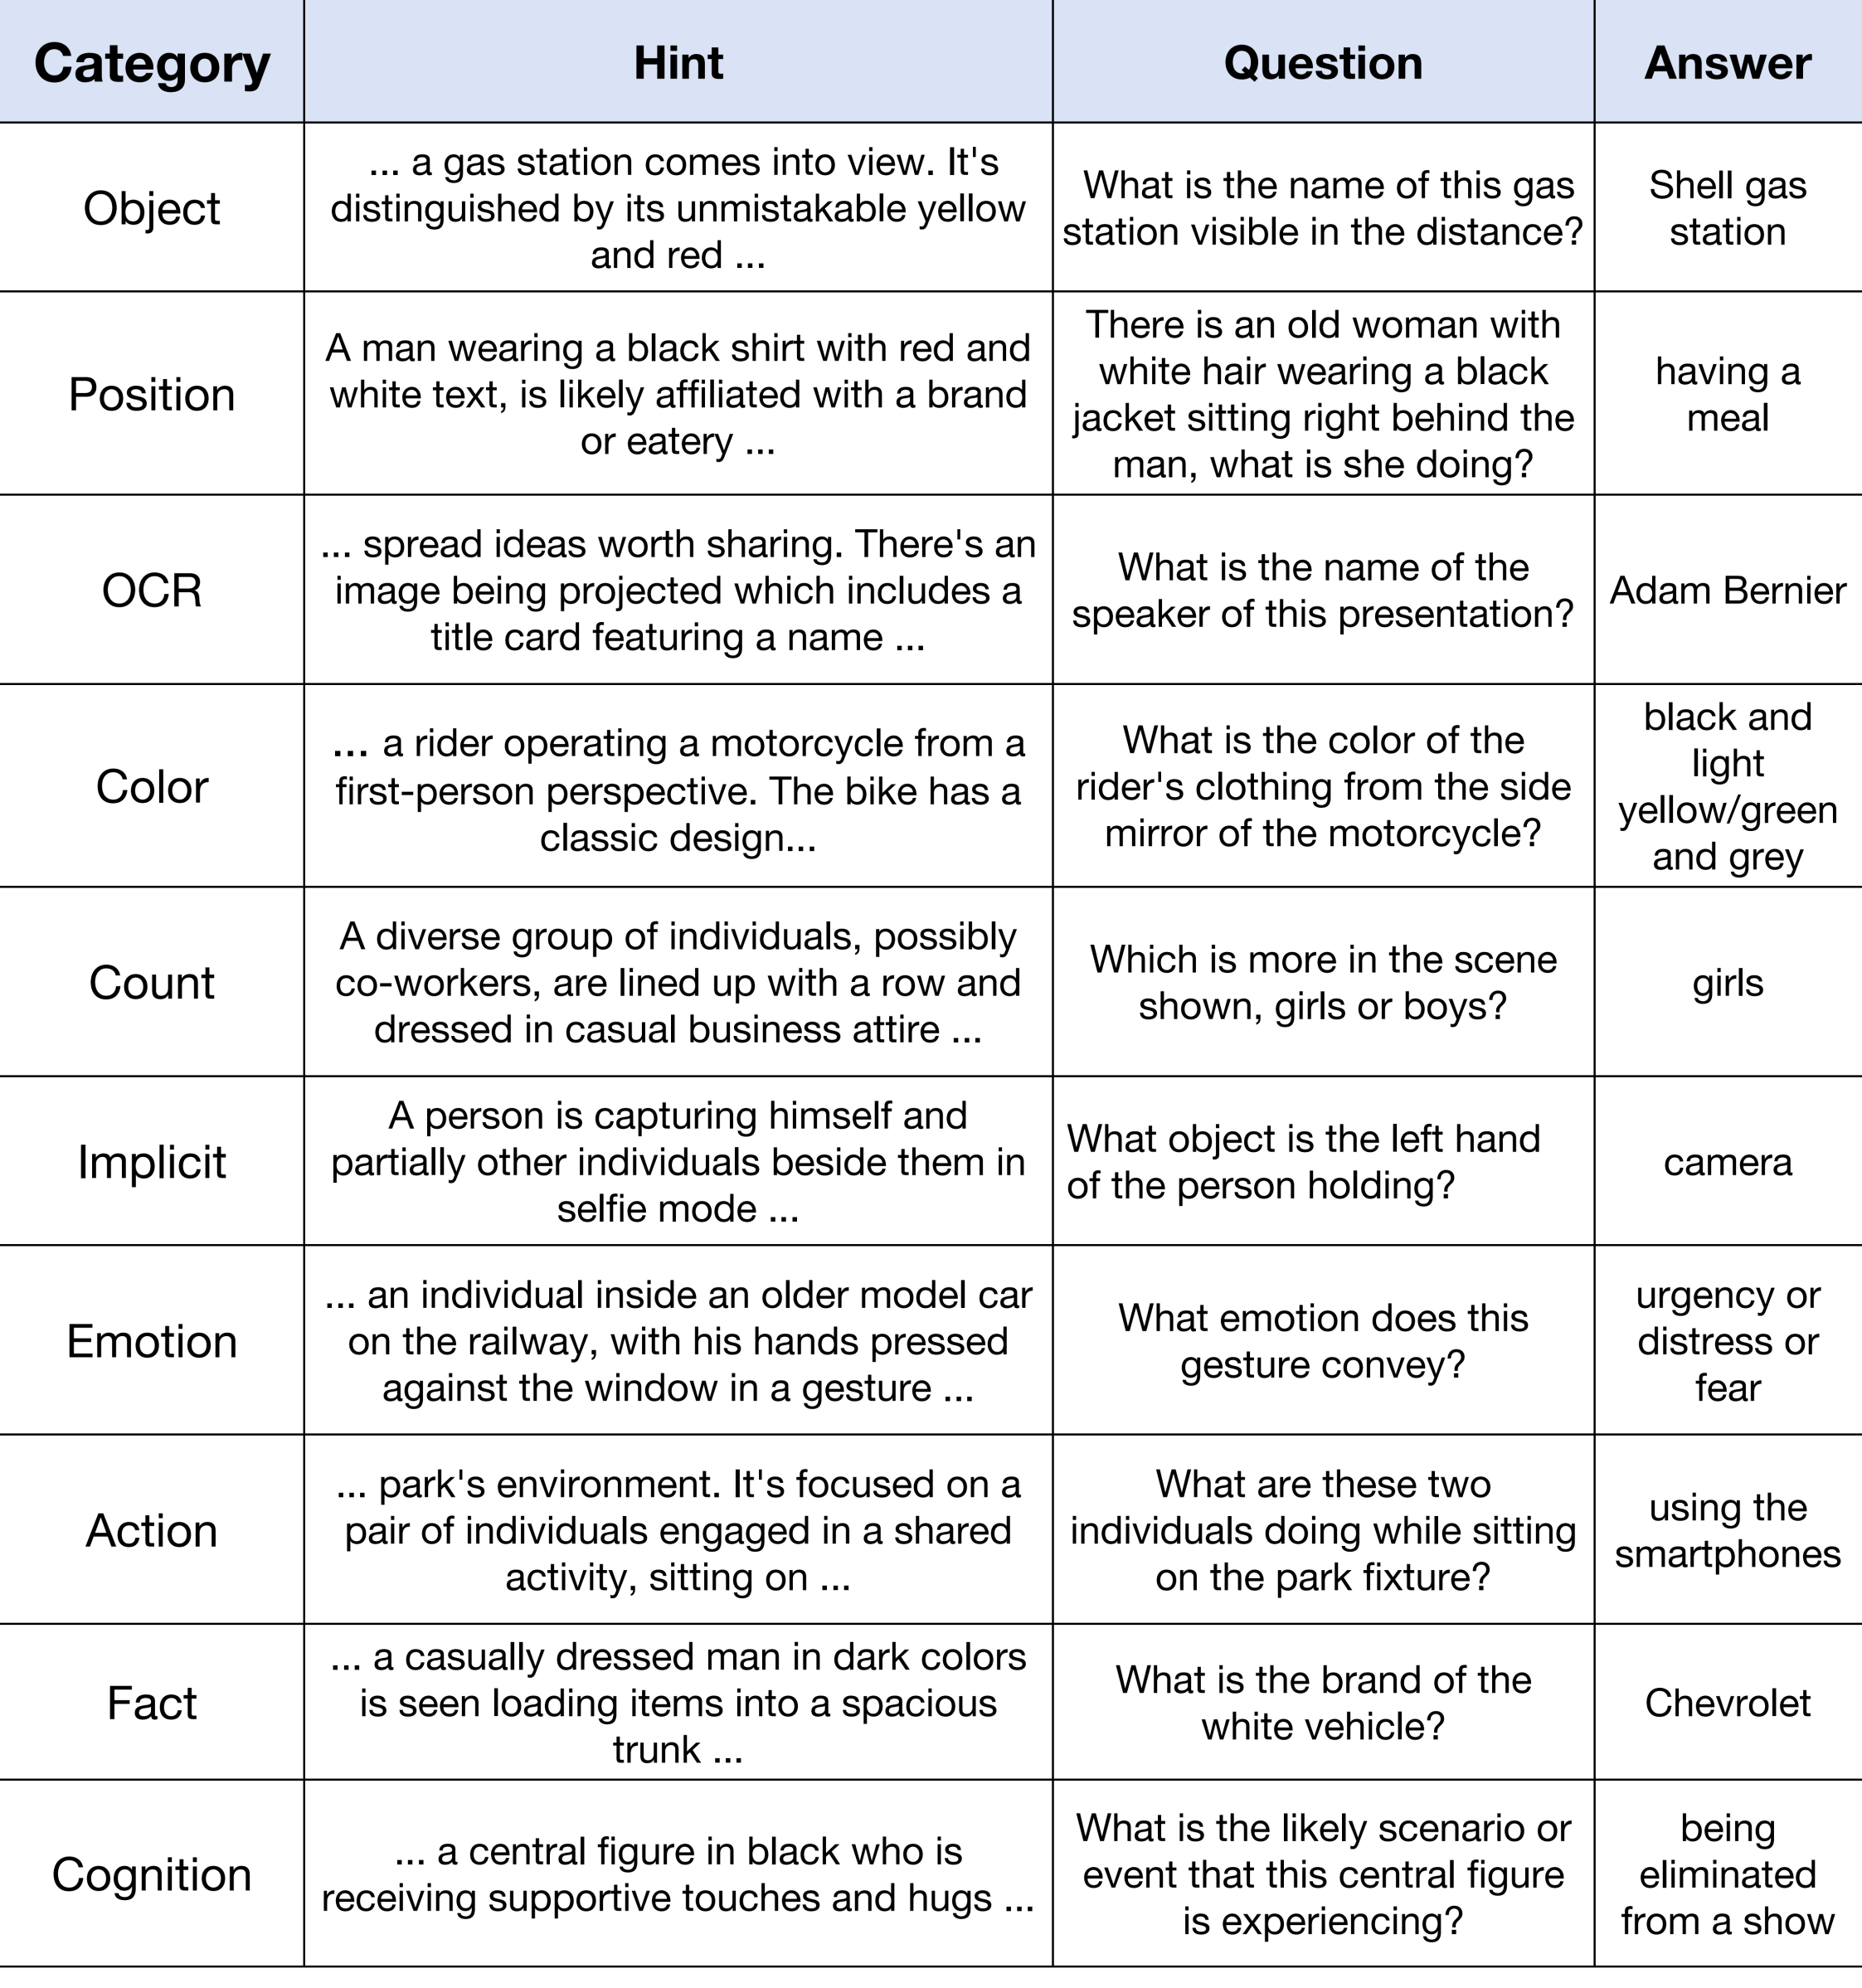 Category Hint Question Answer
Object
... a gas station comes into view. It's
distinguished by its unmistakable yellow
and red ...
What is the name of this gas
station visible in the distance?
Shell gas
station
Position
A man wearing a black shirt with red and
white text, is likely affiliated with a brand
or eatery ...
There is an old woman with
white hair wearing a black
jacket sitting right behind the
man, what is she doing?
having a
meal
OCR
... spread ideas worth sharing. There's an
image being projected which includes a
title card featuring a name ...
What is the name of the
speaker of this presentation?
Adam Bernier
Color
... a rider operating a motorcycle from a
first-person perspective. The bike has a
classic design...
What is the color of the
rider's clothing from the side
mirror of the motorcycle?
black and
light
yellow/green
and grey
Count
A diverse group of individuals, possibly
co-workers, are lined up with a row and
dressed in casual business attire ...
Which is more in the scene
shown, girls or boys?
girls
Implicit
A person is capturing himself and
partially other individuals beside them in
selfie mode ...
What object is the left hand
of the person holding?
camera
Emotion
... an individual inside an older model car
on the railway, with his hands pressed
against the window in a gesture ...
What emotion does this
gesture convey?
urgency or
distress or
fear
Action
... park's environment. It's focused on a
pair of individuals engaged in a shared
activity, sitting on ...
What are these two
individuals doing while sitting
on the park fixture?
using the
smartphones
Fact
... a casually dressed man in dark colors
is seen loading items into a spacious
trunk ...
What is the brand of the
white vehicle?
Chevrolet
Cognition
... a central figure in black who is
receiving supportive touches and hugs ...
What is the likely scenario or
event that this central figure
is experiencing?
being
eliminated
from a show